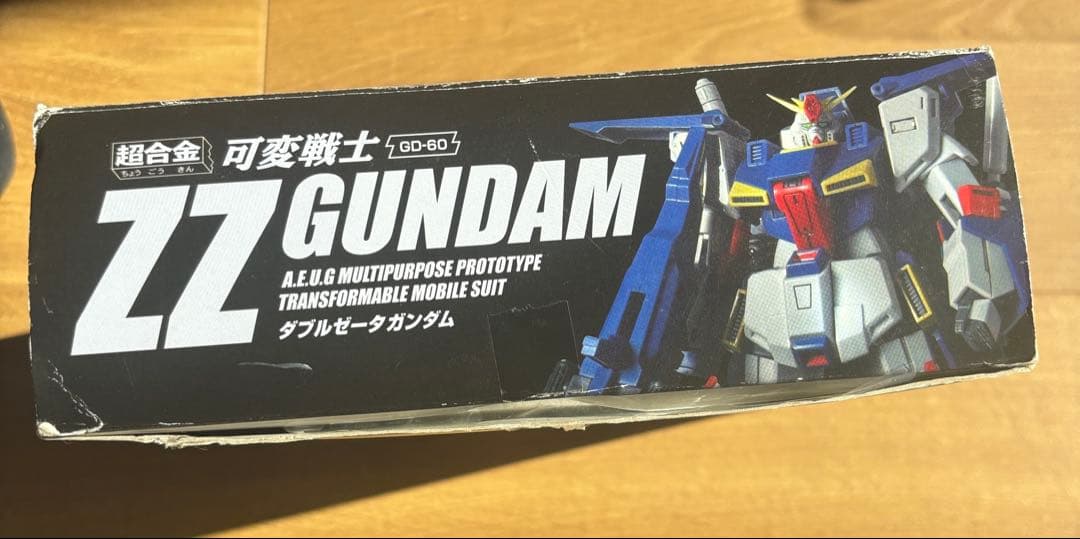 超合金
ちょう ごう きん
可変戦士
GD-60
ZZ GUNDAM
A.E.U.G MULTIPURPOSE PROTOTYPE
TRANSFORMABLE MOBILE SUIT
ダブルゼータガンダム